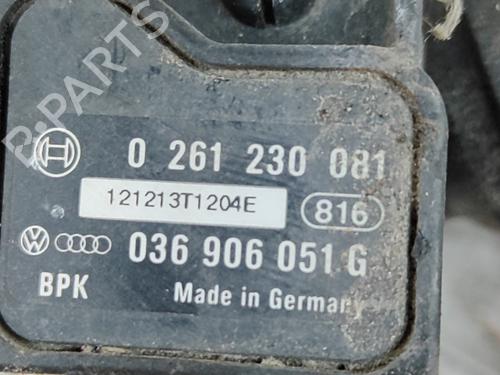 B-PARTS
0 261 230 081
121213T1204E
816
036 906 051 G
BPK Made in Germany